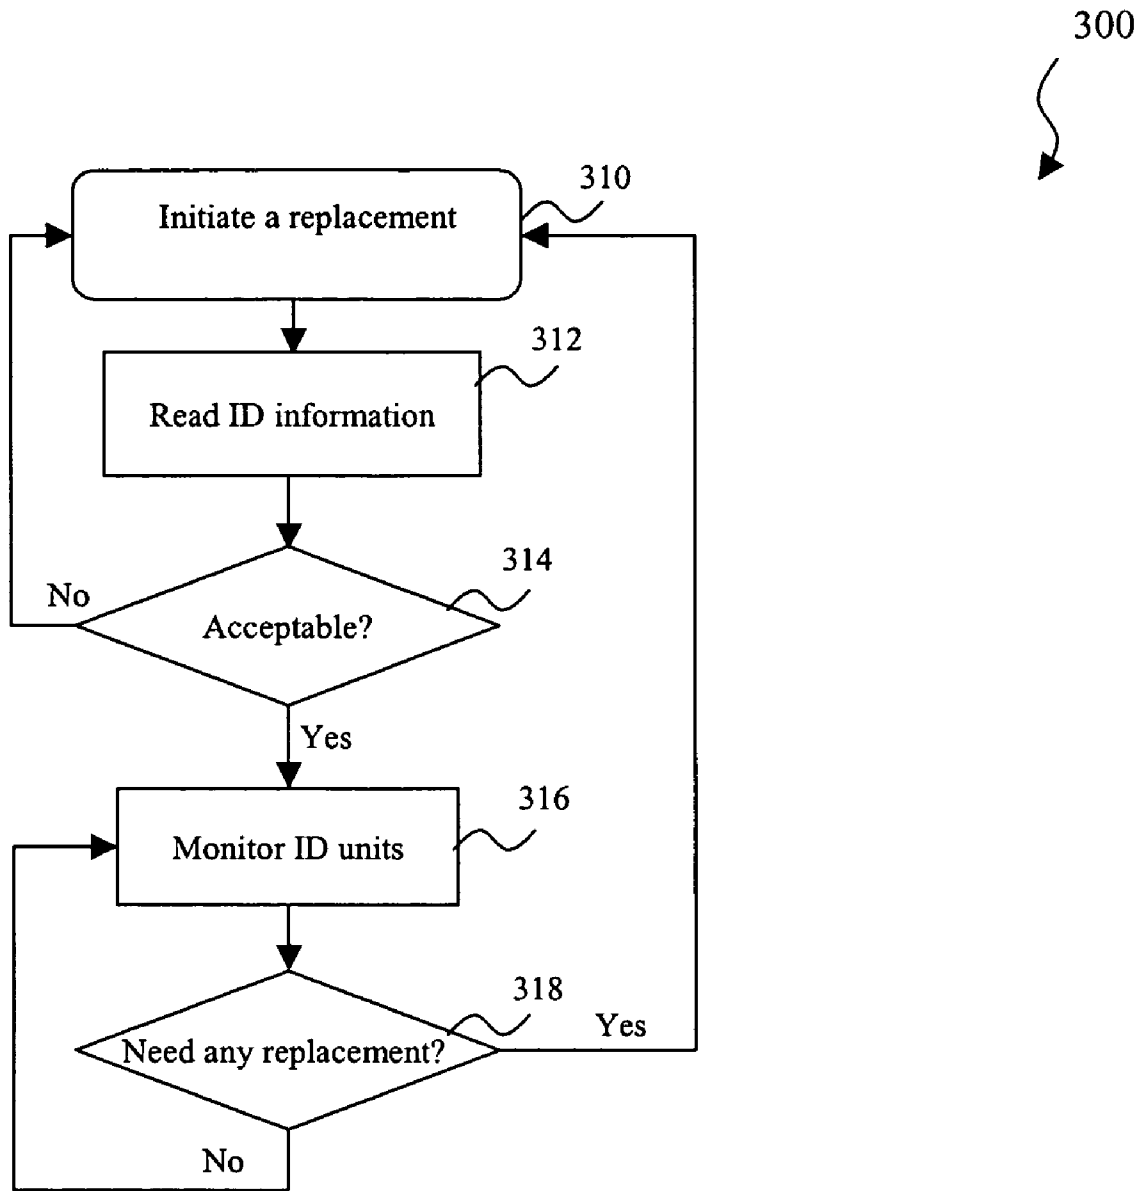 300
310
Initiate a replacement
312
Read ID information
314
No
Acceptable?
Yes
316
Monitor ID units
318
Yes
Need any replacement?
No